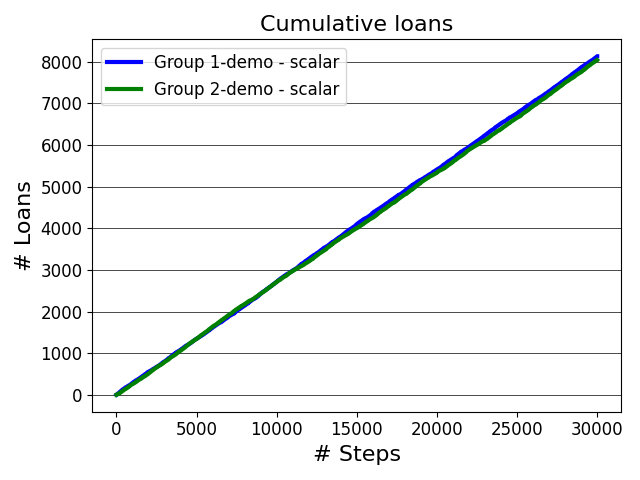 Cumulative loans
Group 1-demo - scalar
Group 2-demo - scalar
# Loans
8000
7000
6000
5000
4000
3000
2000
1000
0
0 5000 10000 15000 20000 25000 30000
# Steps